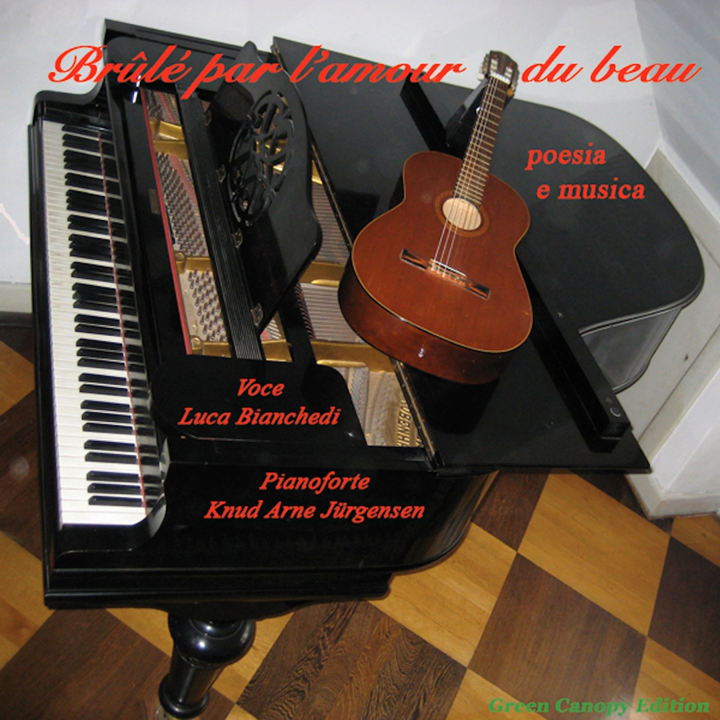 Brûlé par l'amour du beau
poesia
e musica
Voce
Luca Bianchedi
Pianoforte
Knud Arne Jürgensen
Green Canopy Edition